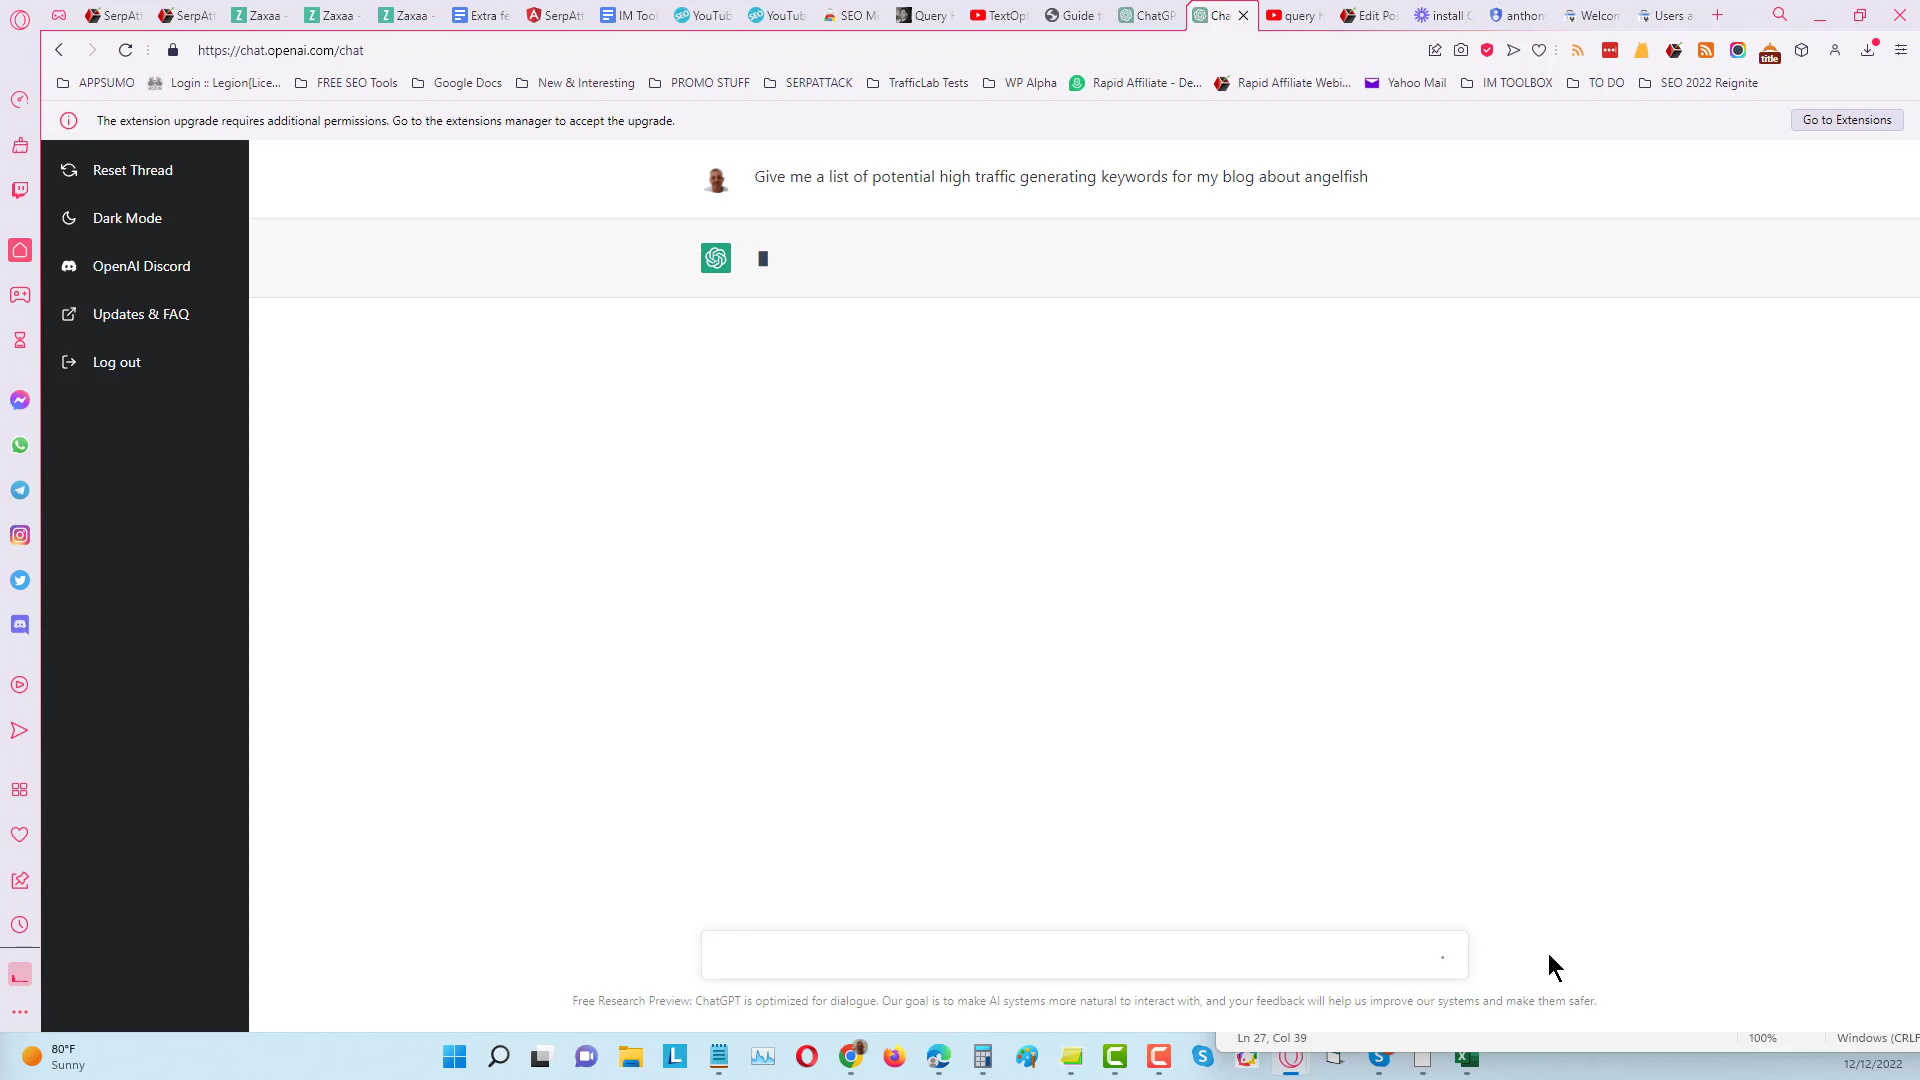 SerpAtt
SerpAtt
Zaxaa -
Zaxaa -
Zaxaa -
Extra fe
SerpAtt
IM Tool
YouTub
YouTub
SEO Mi
Query H
TextOpt
Guide t
ChatGP
Cha
query h
Edit Pos
install C
anthon
Welcon
Users a
https://chat.openai.com/chat
title
APPSUMO
Login :: Legion{Lice...
FREE SEO Tools
Google Docs
New & Interesting
PROMO STUFF
SERPATTACK
TrafficLab Tests
WP Alpha
Rapid Affiliate - De...
Rapid Affiliate Webi...
Yahoo Mail
IM TOOLBOX
TO DO
SEO 2022 Reignite
The extension upgrade requires additional permissions. Go to the extensions manager to accept the upgrade.
Go to Extensions
Reset Thread
Dark Mode
OpenAI Discord
Updates & FAQ
Log out
Give me a list of potential high traffic generating keywords for my blog about angelfish
Free Research Preview: ChatGPT is optimized for dialogue. Our goal is to make AI systems more natural to interact with, and your feedback will help us improve our systems and make them safer.
Ln 27, Col 39
100%
Windows (CRLF
80°F
Sunny
12/12/2022